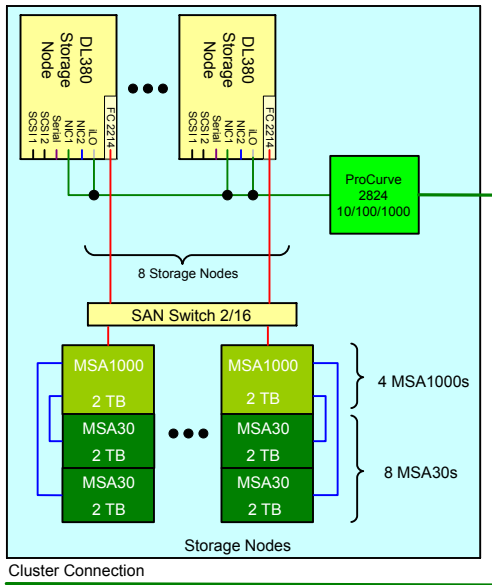 DL380
Storage
Node
SCSI 1
SCSI 2
Serial
NIC1
NIC2
iLO
FC 2214
DL380
Storage
Node
SCSI 1
SCSI 2
Serial
NIC1
NIC2
iLO
FC 2214
ProCurve
2824
10/100/1000
8 Storage Nodes
SAN Switch 2/16
MSA1000
2 TB
MSA30
2 TB
MSA30
2 TB
MSA1000
2 TB
MSA30
2 TB
MSA30
2 TB
4 MSA1000s
8 MSA30s
Storage Nodes
Cluster Connection